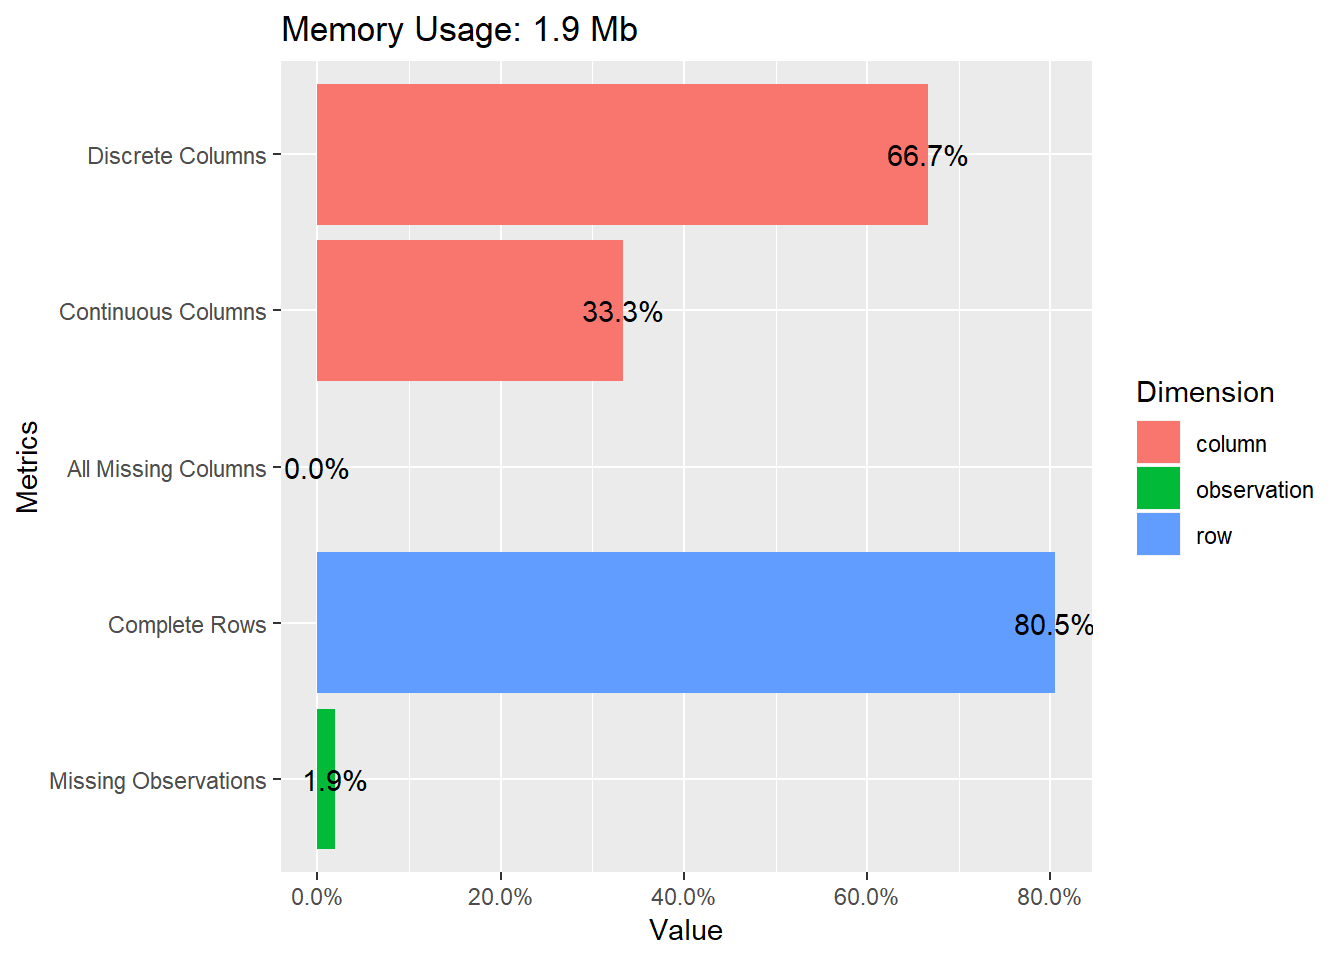 Memory Usage: 1.9 Mb
Discrete Columns
66.7%
Continuous Columns
33.3%
All Missing Columns
0.0%
Complete Rows
80.5%
Missing Observations
1.9%
Metrics
0.0%
20.0%
40.0%
60.0%
80.0%
Value
Dimension
column
observation
row